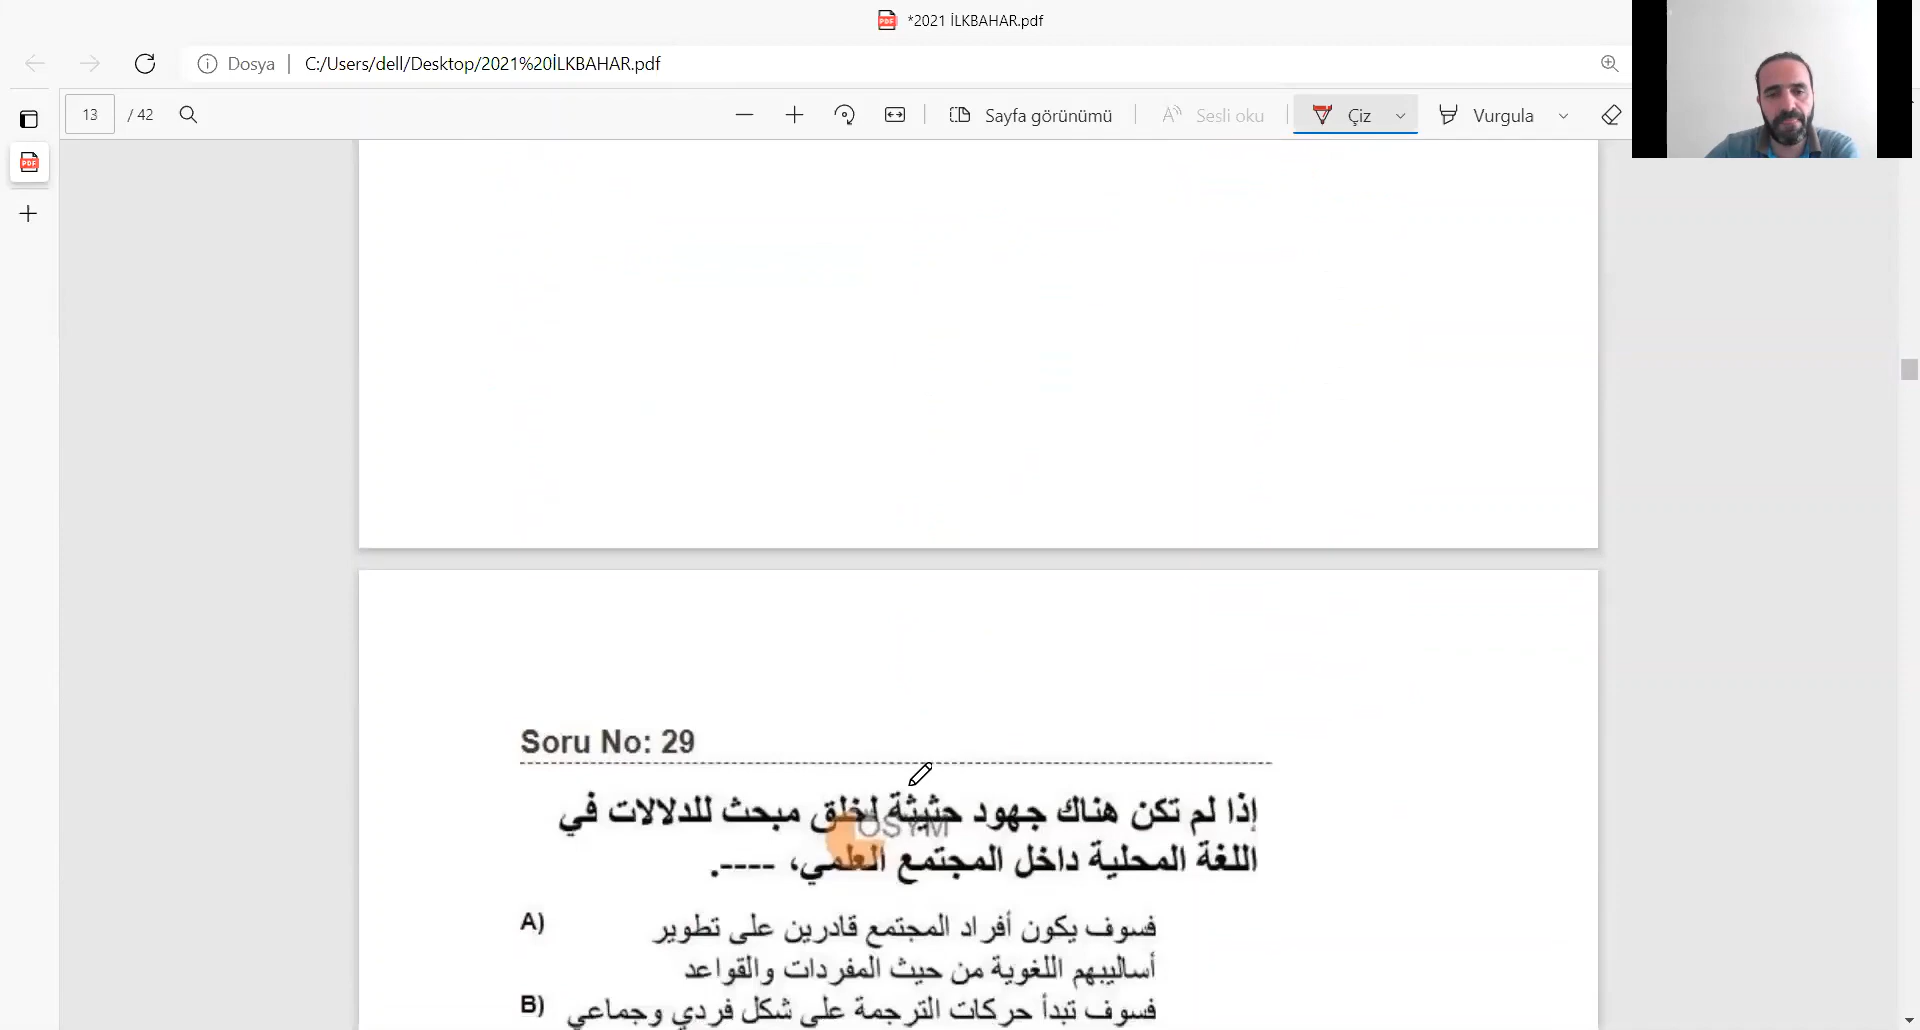 *2021 İLKBAHAR.pdf
Dosya | C:/Users/dell/Desktop/2021%20İLKBAHAR.pdf
13 / 42 Sayfa görünümü Sesli oku Çiz Vurgula
Soru No: 29
إذا لم تكن هناك جهود حثيثة لخلق مبحث للدلالات في
ÖSYM
اللغة المحلية داخل المجتمع العلمي، ----.
A) فسوف يكون أفراد المجتمع قادرين على تطوير
أساليبهم اللغوية من حيث المفردات والقواعد
B) فسوف تبدأ حركات الترجمة على شكل فردي وجماعي